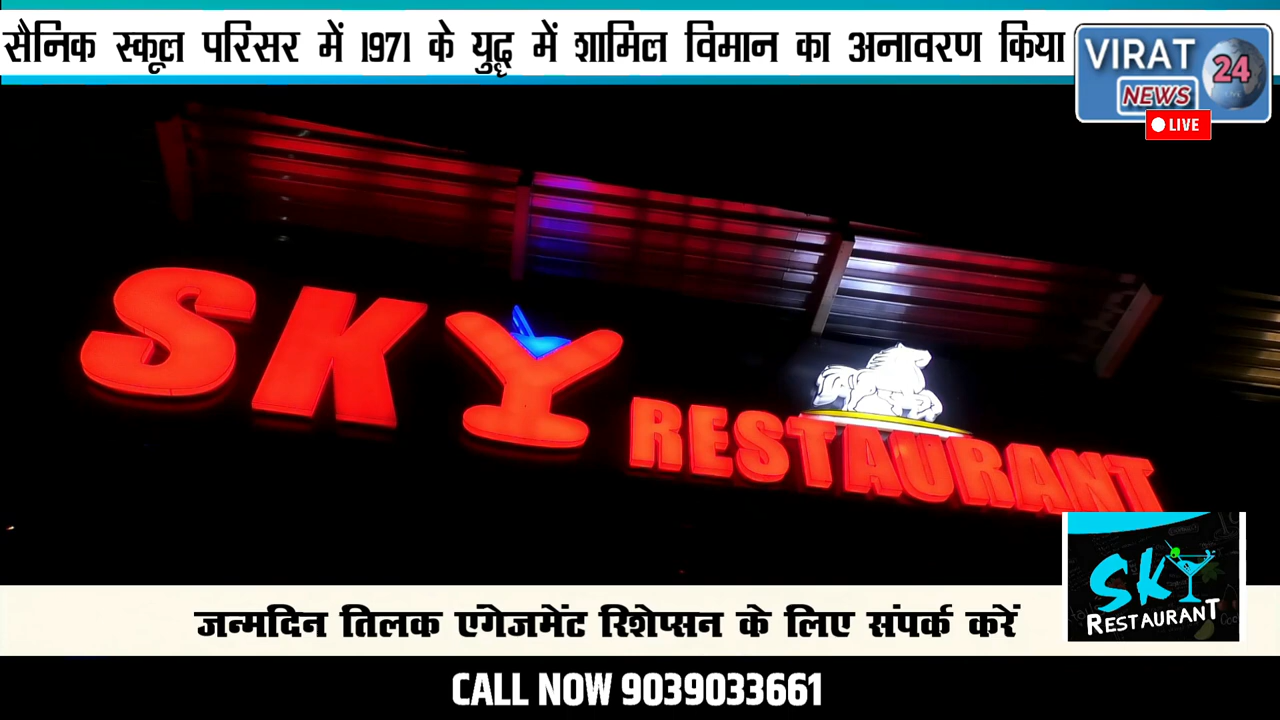 सैनिक स्कूल परिसर में 1971 के युद्ध में शामिल विमान का अनावरण किया
VIRAT
24
NEWS
LIVE
SKY
RESTAURANT
SKY
RESTAURANT
जन्मदिन तिलक एंगेजमेंट रिशेप्सन के लिए संपर्क करें
CALL NOW 9039033661